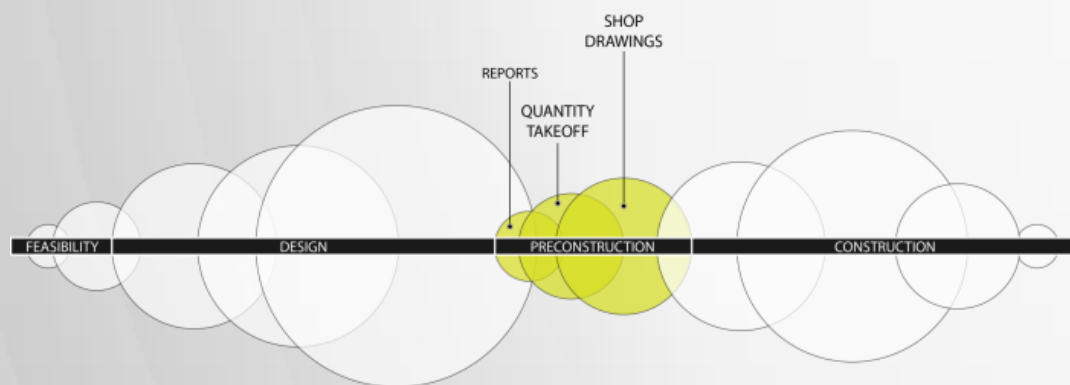 SHOP
DRAWINGS
REPORTS
QUANTITY
TAKEOFF
FEASIBILITY
DESIGN
PRECONSTRUCTION
CONSTRUCTION